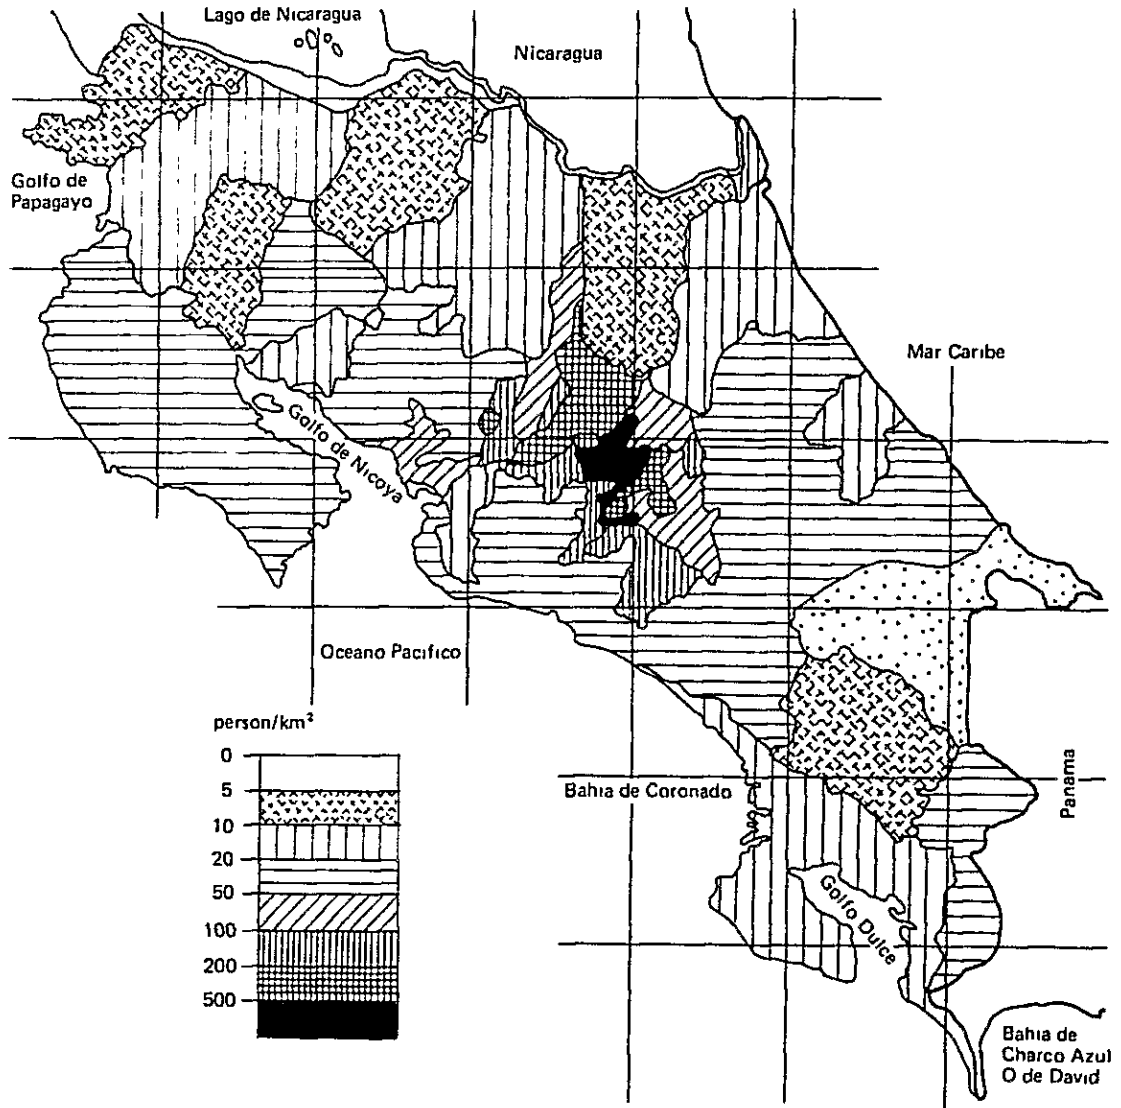 Lago de Nicaragua
Nicaragua
Golfo de
Papagayo
Mar Caribe
Golfo de Nicoya
Oceano Pacifico
person/km²
0
5
10
20
50
100
200
500
Bahia de Coronado
Panama
Golfo Dulce
Bahia de
Charco Azul
O de David